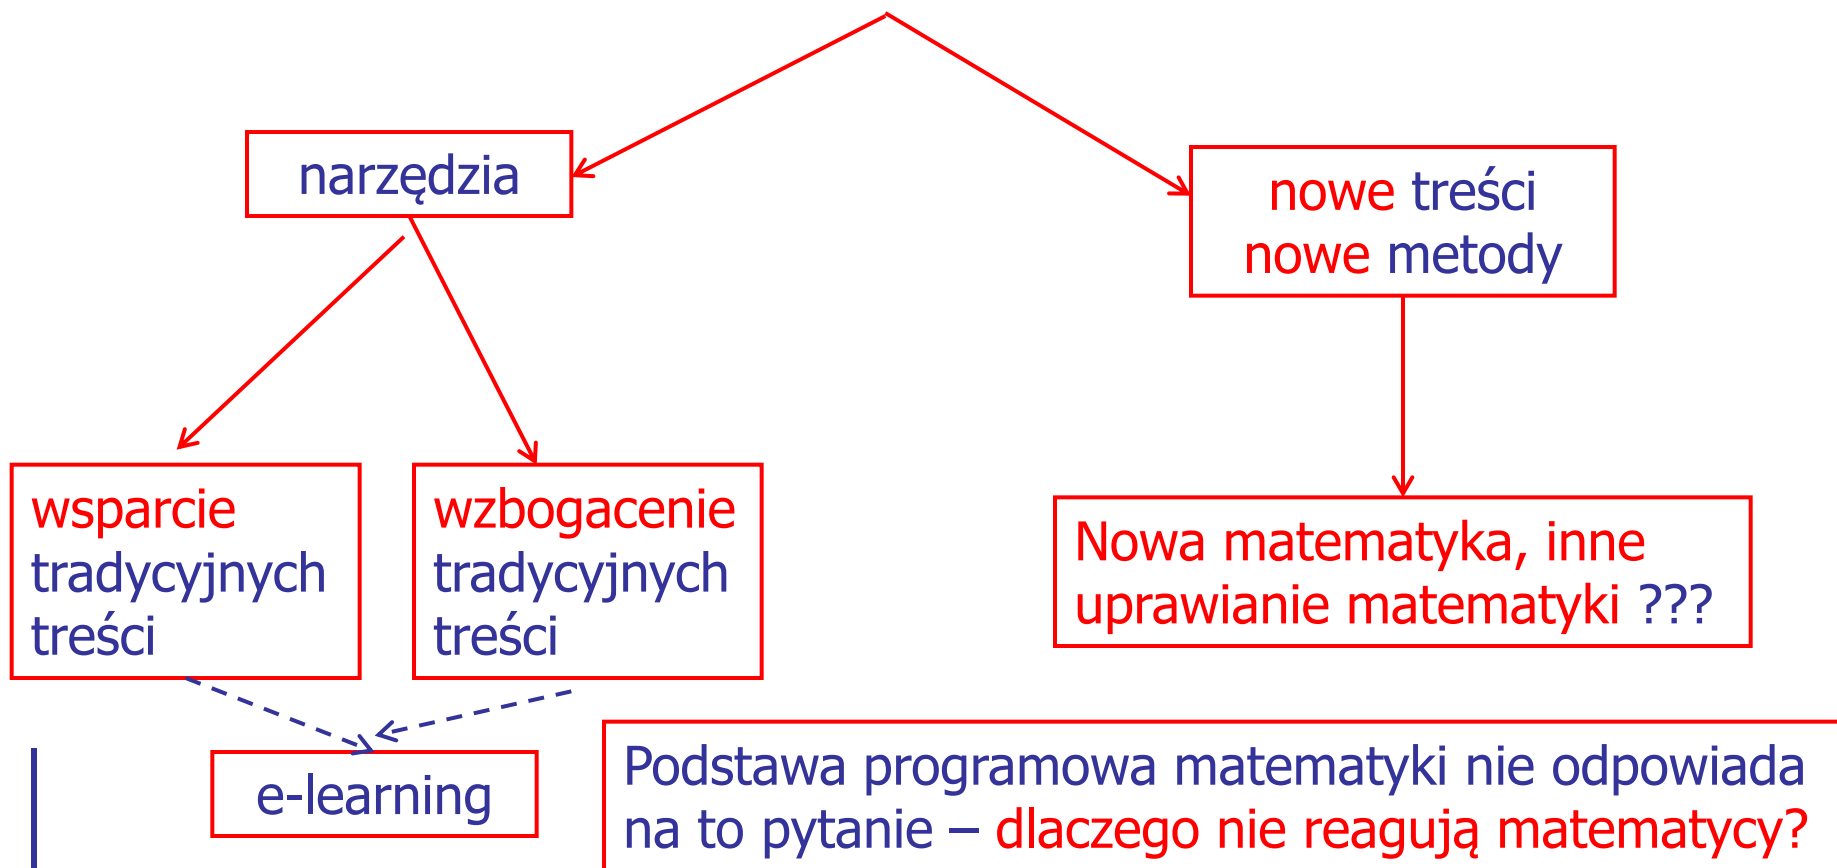 narzędzia
nowe treści
nowe metody
wsparcie
tradycyjnych
treści
wzbogacenie
tradycyjnych
treści
Nowa matematyka, inne
uprawianie matematyki ???
e-learning
Podstawa programowa matematyki nie odpowiada
na to pytanie – dlaczego nie reagują matematycy?